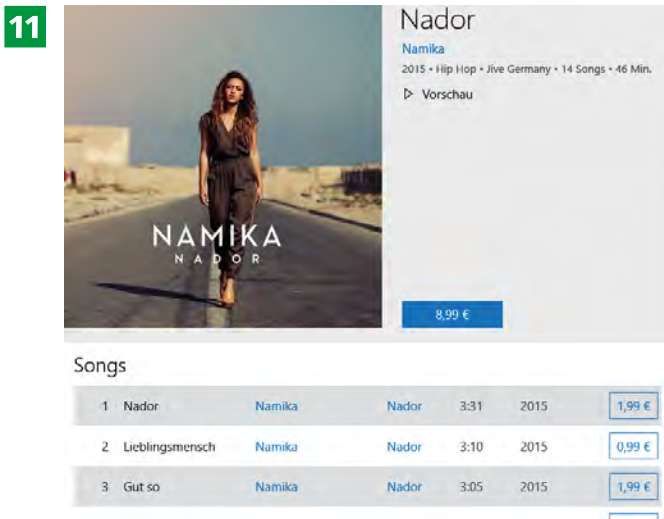 11
Nador
Namika
2015 • Hip Hop • Jive Germany • 14 Songs • 46 Min.
Vorschau
NAMIKA
NADOR
8,99 €
Songs
1 Nador Namika Nador 3:31 2015 1,99 €
2 Lieblingsmensch Namika Nador 3:10 2015 0,99 €
3 Gut so Namika Nador 3:05 2015 1,99 €